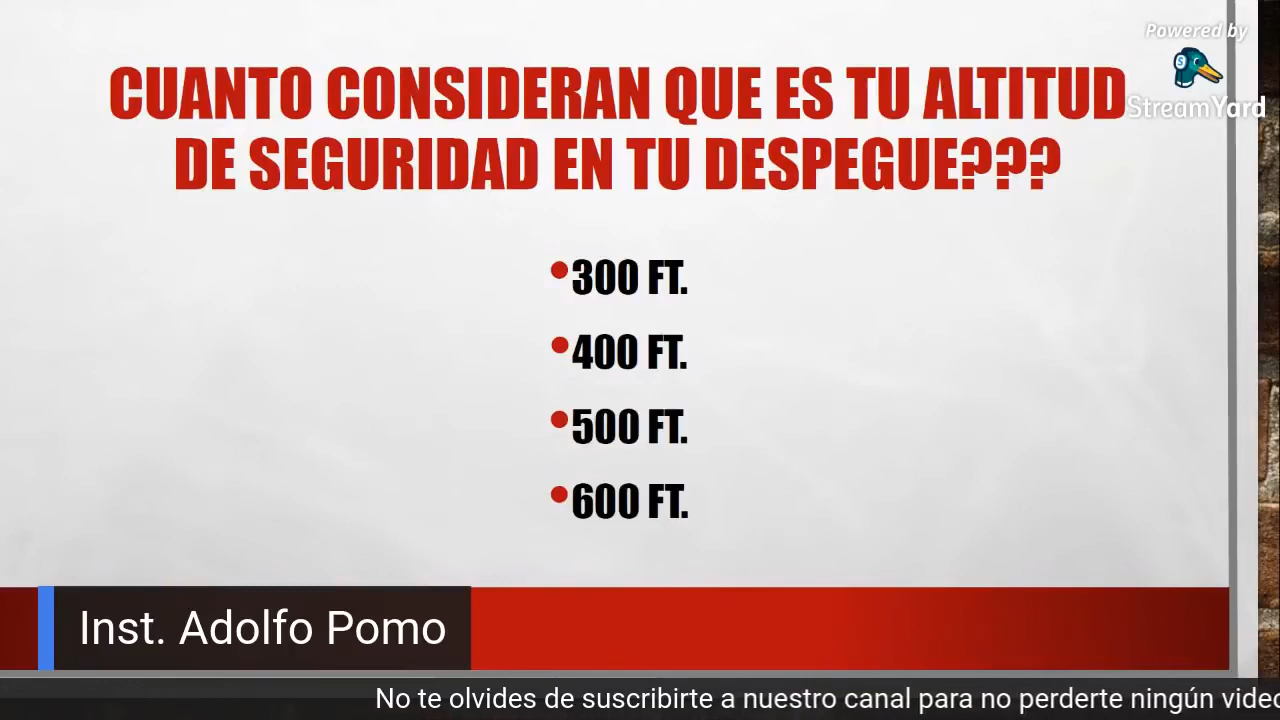 Powered by
StreamYard
CUANTO CONSIDERAN QUE ES TU ALTITUD
DE SEGURIDAD EN TU DESPEGUE???
•300 FT.
•400 FT.
•500 FT.
•600 FT.
Inst. Adolfo Pomo
No te olvides de suscribirte a nuestro canal para no perderte ningún video